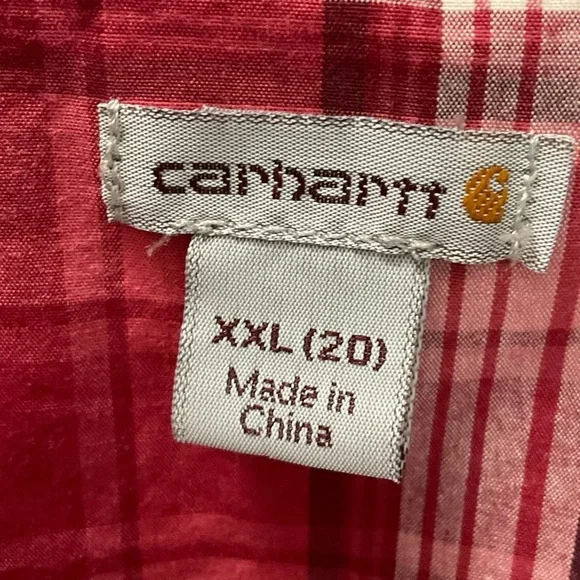 carhartt
XXL (20)
Made in
China